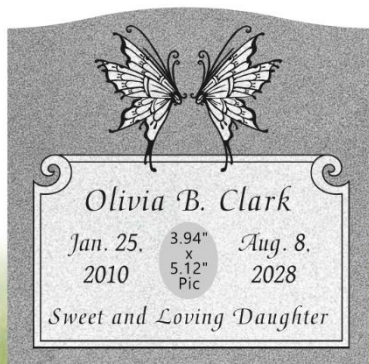 Olivia B. Clark
Jan. 25, 2010
3.94" x 5.12" Pic
Aug. 8, 2028
Sweet and Loving Daughter